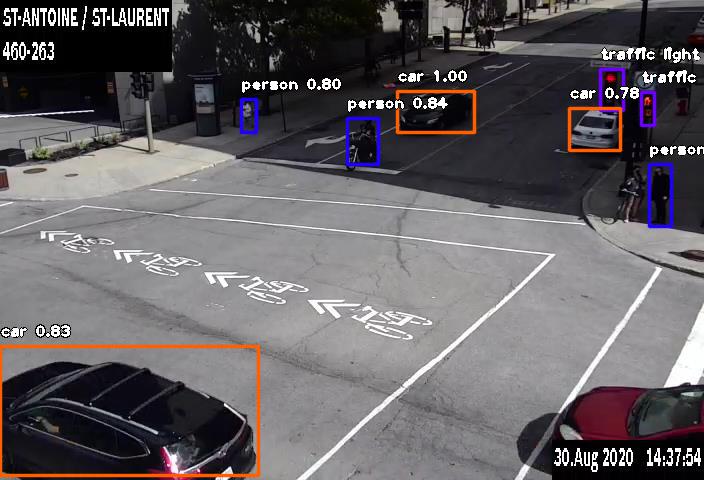 ST-ANTOINE / ST-LAURENT
460-263
traffic light
car 1.00
person 0.80
traffic
car 0.78
person 0.84
person
car 0.83
30.Aug 2020 14:37:54